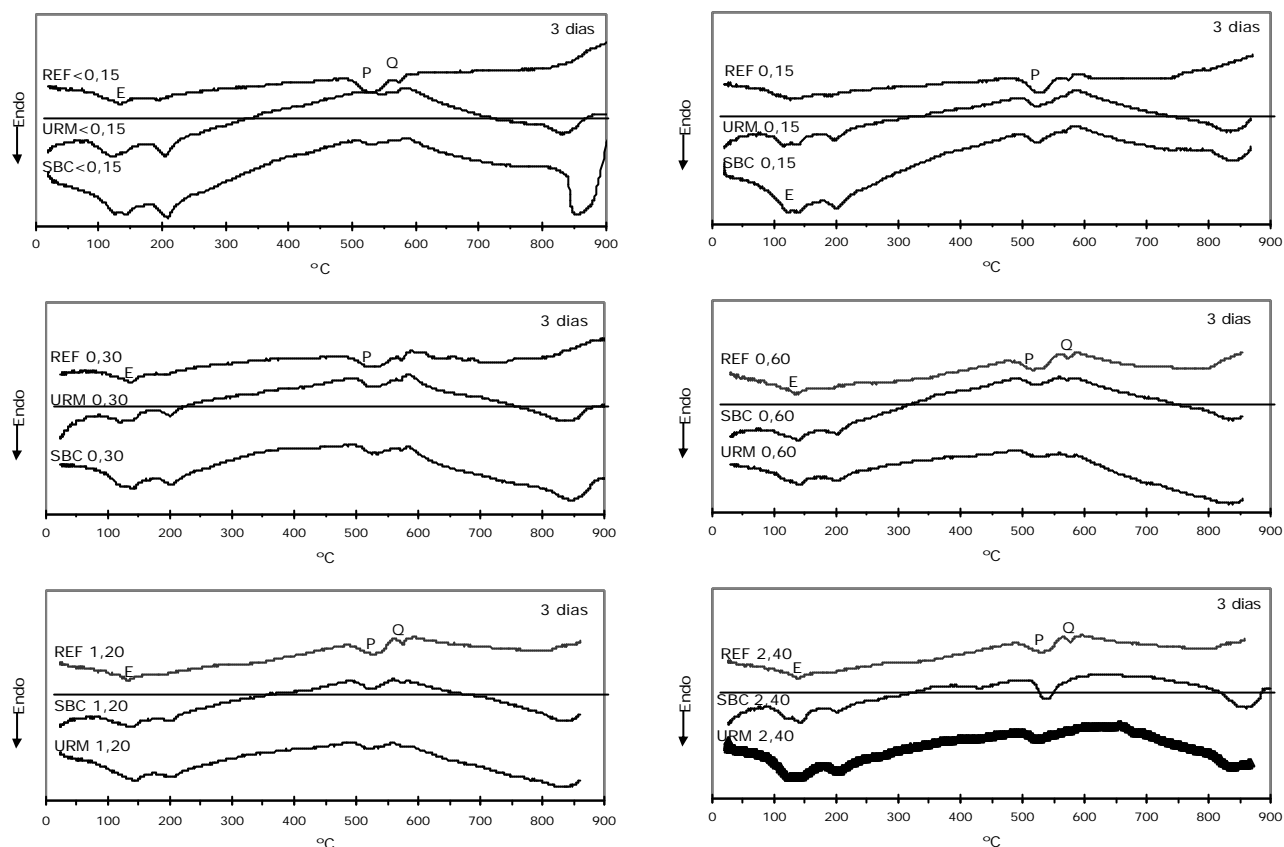 3 dias
REF<0,15
P
Q
E
URM<0,15
SBC<0,15
Endo
0 100 200 300 400 500 600 700 800 900
ºC
3 dias
REF 0,15
P
URM 0,15
SBC 0,15
E
Endo
0 100 200 300 400 500 600 700 800 900
ºC
3 dias
REF 0,30
P
E
URM 0,30
SBC 0,30
Endo
0 100 200 300 400 500 600 700 800 900
ºC
3 dias
Q
P
REF 0,60
E
SBC 0,60
URM 0,60
Endo
0 100 200 300 400 500 600 700 800 900
ºC
3 dias
Q
P
REF 1,20
E
SBC 1,20
URM 1,20
Endo
0 100 200 300 400 500 600 700 800 900
ºC
3 dias
Q
P
REF 2,40
E
SBC 2,40
URM 2,40
Endo
0 100 200 300 400 500 600 700 800 900
ºC